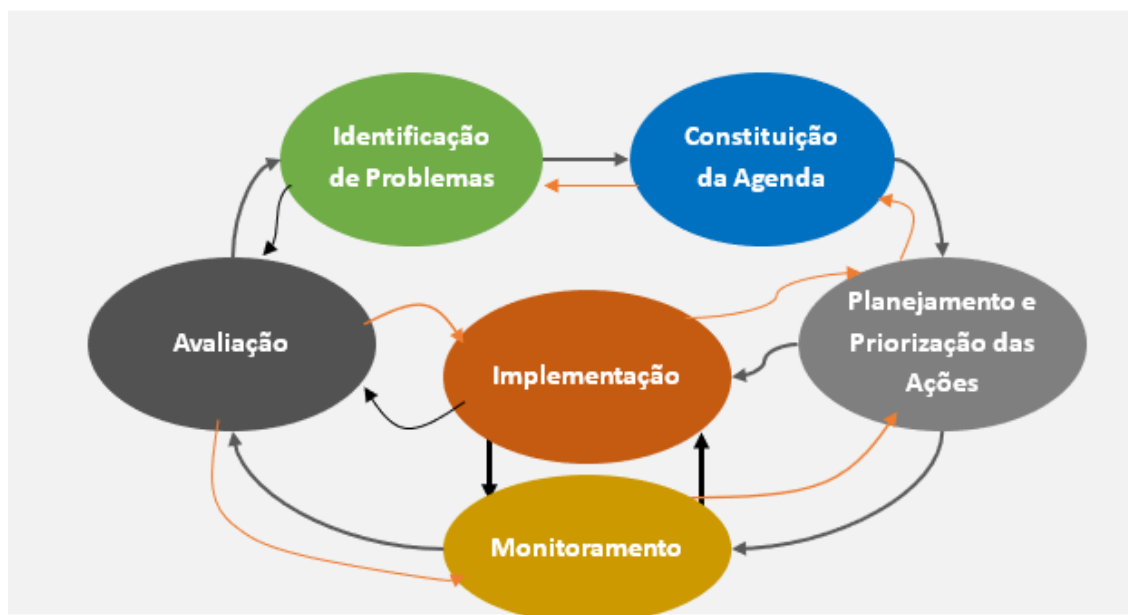 Identificação
de Problemas
Constituição
da Agenda
Avaliação
Implementação
Planejamento e
Priorização das
Ações
Monitoramento